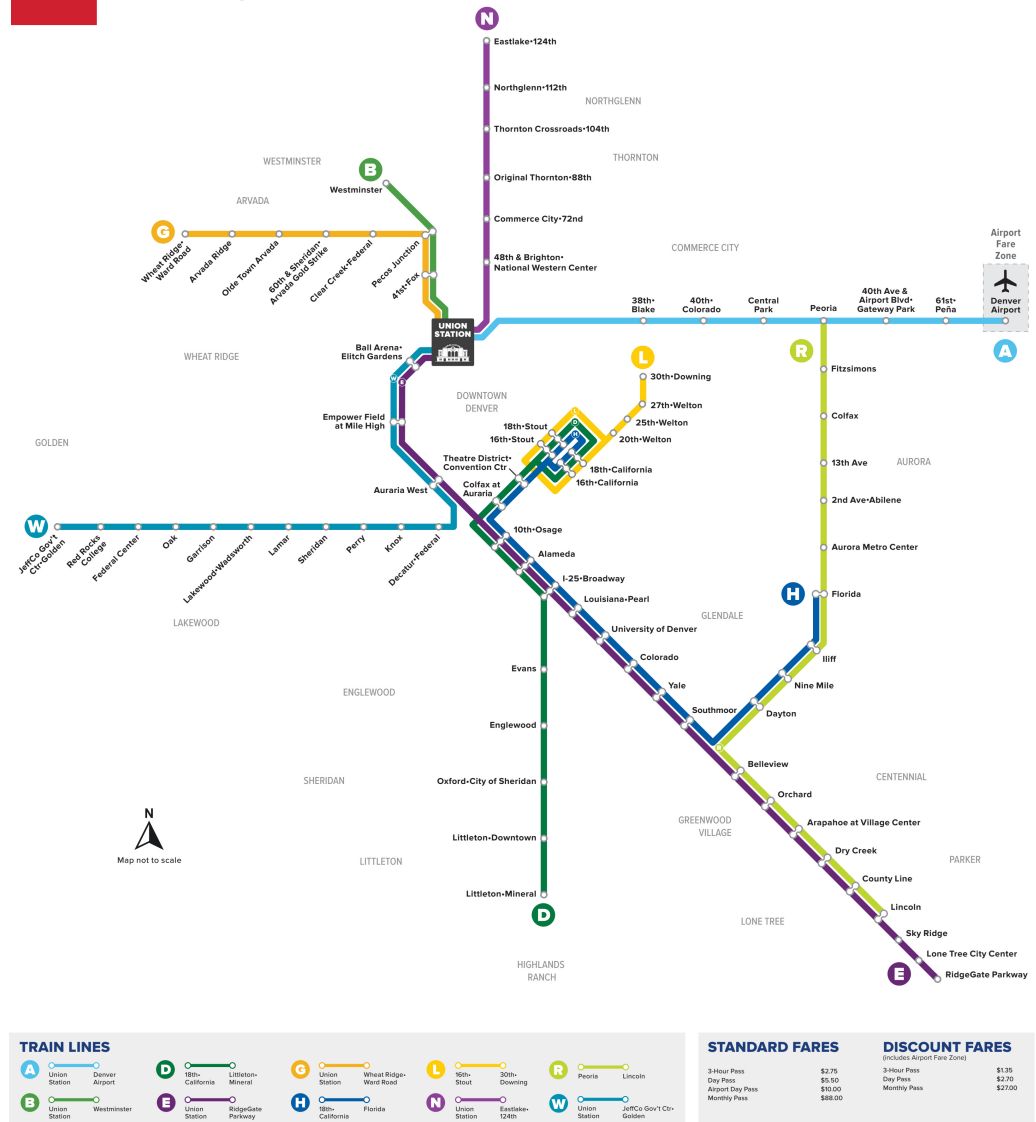 N
Eastlake•124th
Northglenn•112th
NORTHGLENN
Thornton Crossroads•104th
THORNTON
WESTMINSTER
B
Westminster
Original Thornton•88th
ARVADA
Commerce City•72nd
G
Wheat Ridge•
Ward Road
Arvada Ridge
Olde Town Arvada
60th & Sheridan•
Arvada Gold Strike
Clear Creek•Federal
Pecos Junction
41st•Fox
48th & Brighton•
National Western Center
COMMERCE CITY
Airport
Fare
Zone
38th•
Blake
40th•
Colorado
Central
Park
Peoria
40th Ave &
Airport Blvd•
Gateway Park
61st•
Peña
Denver
Airport
A
UNION
STATION
Ball Arena•
Elitch Gardens
WHEAT RIDGE
R
L
30th•Downing
Fitzsimons
W
E
DOWNTOWN
DENVER
27th•Welton
25th•Welton
20th•Welton
Colfax
Empower Field
at Mile High
L
D
H
18th•Stout
16th•Stout
GOLDEN
Theatre District•
Convention Ctr
18th•California
16th•California
13th Ave
AURORA
Auraria West
Colfax at
Auraria
2nd Ave•Abilene
W
JeffCo Gov't
Ctr•Golden
Red Rocks
College
Federal Center
Oak
Garrison
Lakewood•Wadsworth
Lamar
Sheridan
Perry
Knox
Decatur•Federal
10th•Osage
Alameda
Aurora Metro Center
I-25•Broadway
H
Florida
Louisiana•Pearl
GLENDALE
LAKEWOOD
University of Denver
Colorado
Iliff
Evans
Yale
Nine Mile
ENGLEWOOD
Southmoor
Dayton
Englewood
R
Belleview
SHERIDAN
Oxford-City of Sheridan
CENTENNIAL
Orchard
N
Map not to scale
GREENWOOD
VILLAGE
Arapahoe at Village Center
Littleton•Downtown
Dry Creek
LITTLETON
PARKER
County Line
Littleton•Mineral
Lincoln
D
LONE TREE
Sky Ridge
Lone Tree City Center
HIGHLANDS
RANCH
E
RidgeGate Parkway
TRAIN LINES
A
Union
Station
Denver
Airport
D
18th•
California
Littleton•
Mineral
G
Union
Station
Wheat Ridge•
Ward Road
L
16th•
Stout
30th•
Downing
R
Peoria
Lincoln
B
Union
Station
Westminster
E
Union
Station
RidgeGate
Parkway
H
18th•
California
Florida
N
Union
Station
Eastlake•
124th
W
Union
Station
JeffCo Gov't Ctr•
Golden
STANDARD FARES
3-Hour Pass $2.75
Day Pass $5.50
Airport Day Pass $10.00
Monthly Pass $88.00
DISCOUNT FARES
(includes Airport Fare Zone)
3-Hour Pass $1.35
Day Pass $2.70
Monthly Pass $27.00